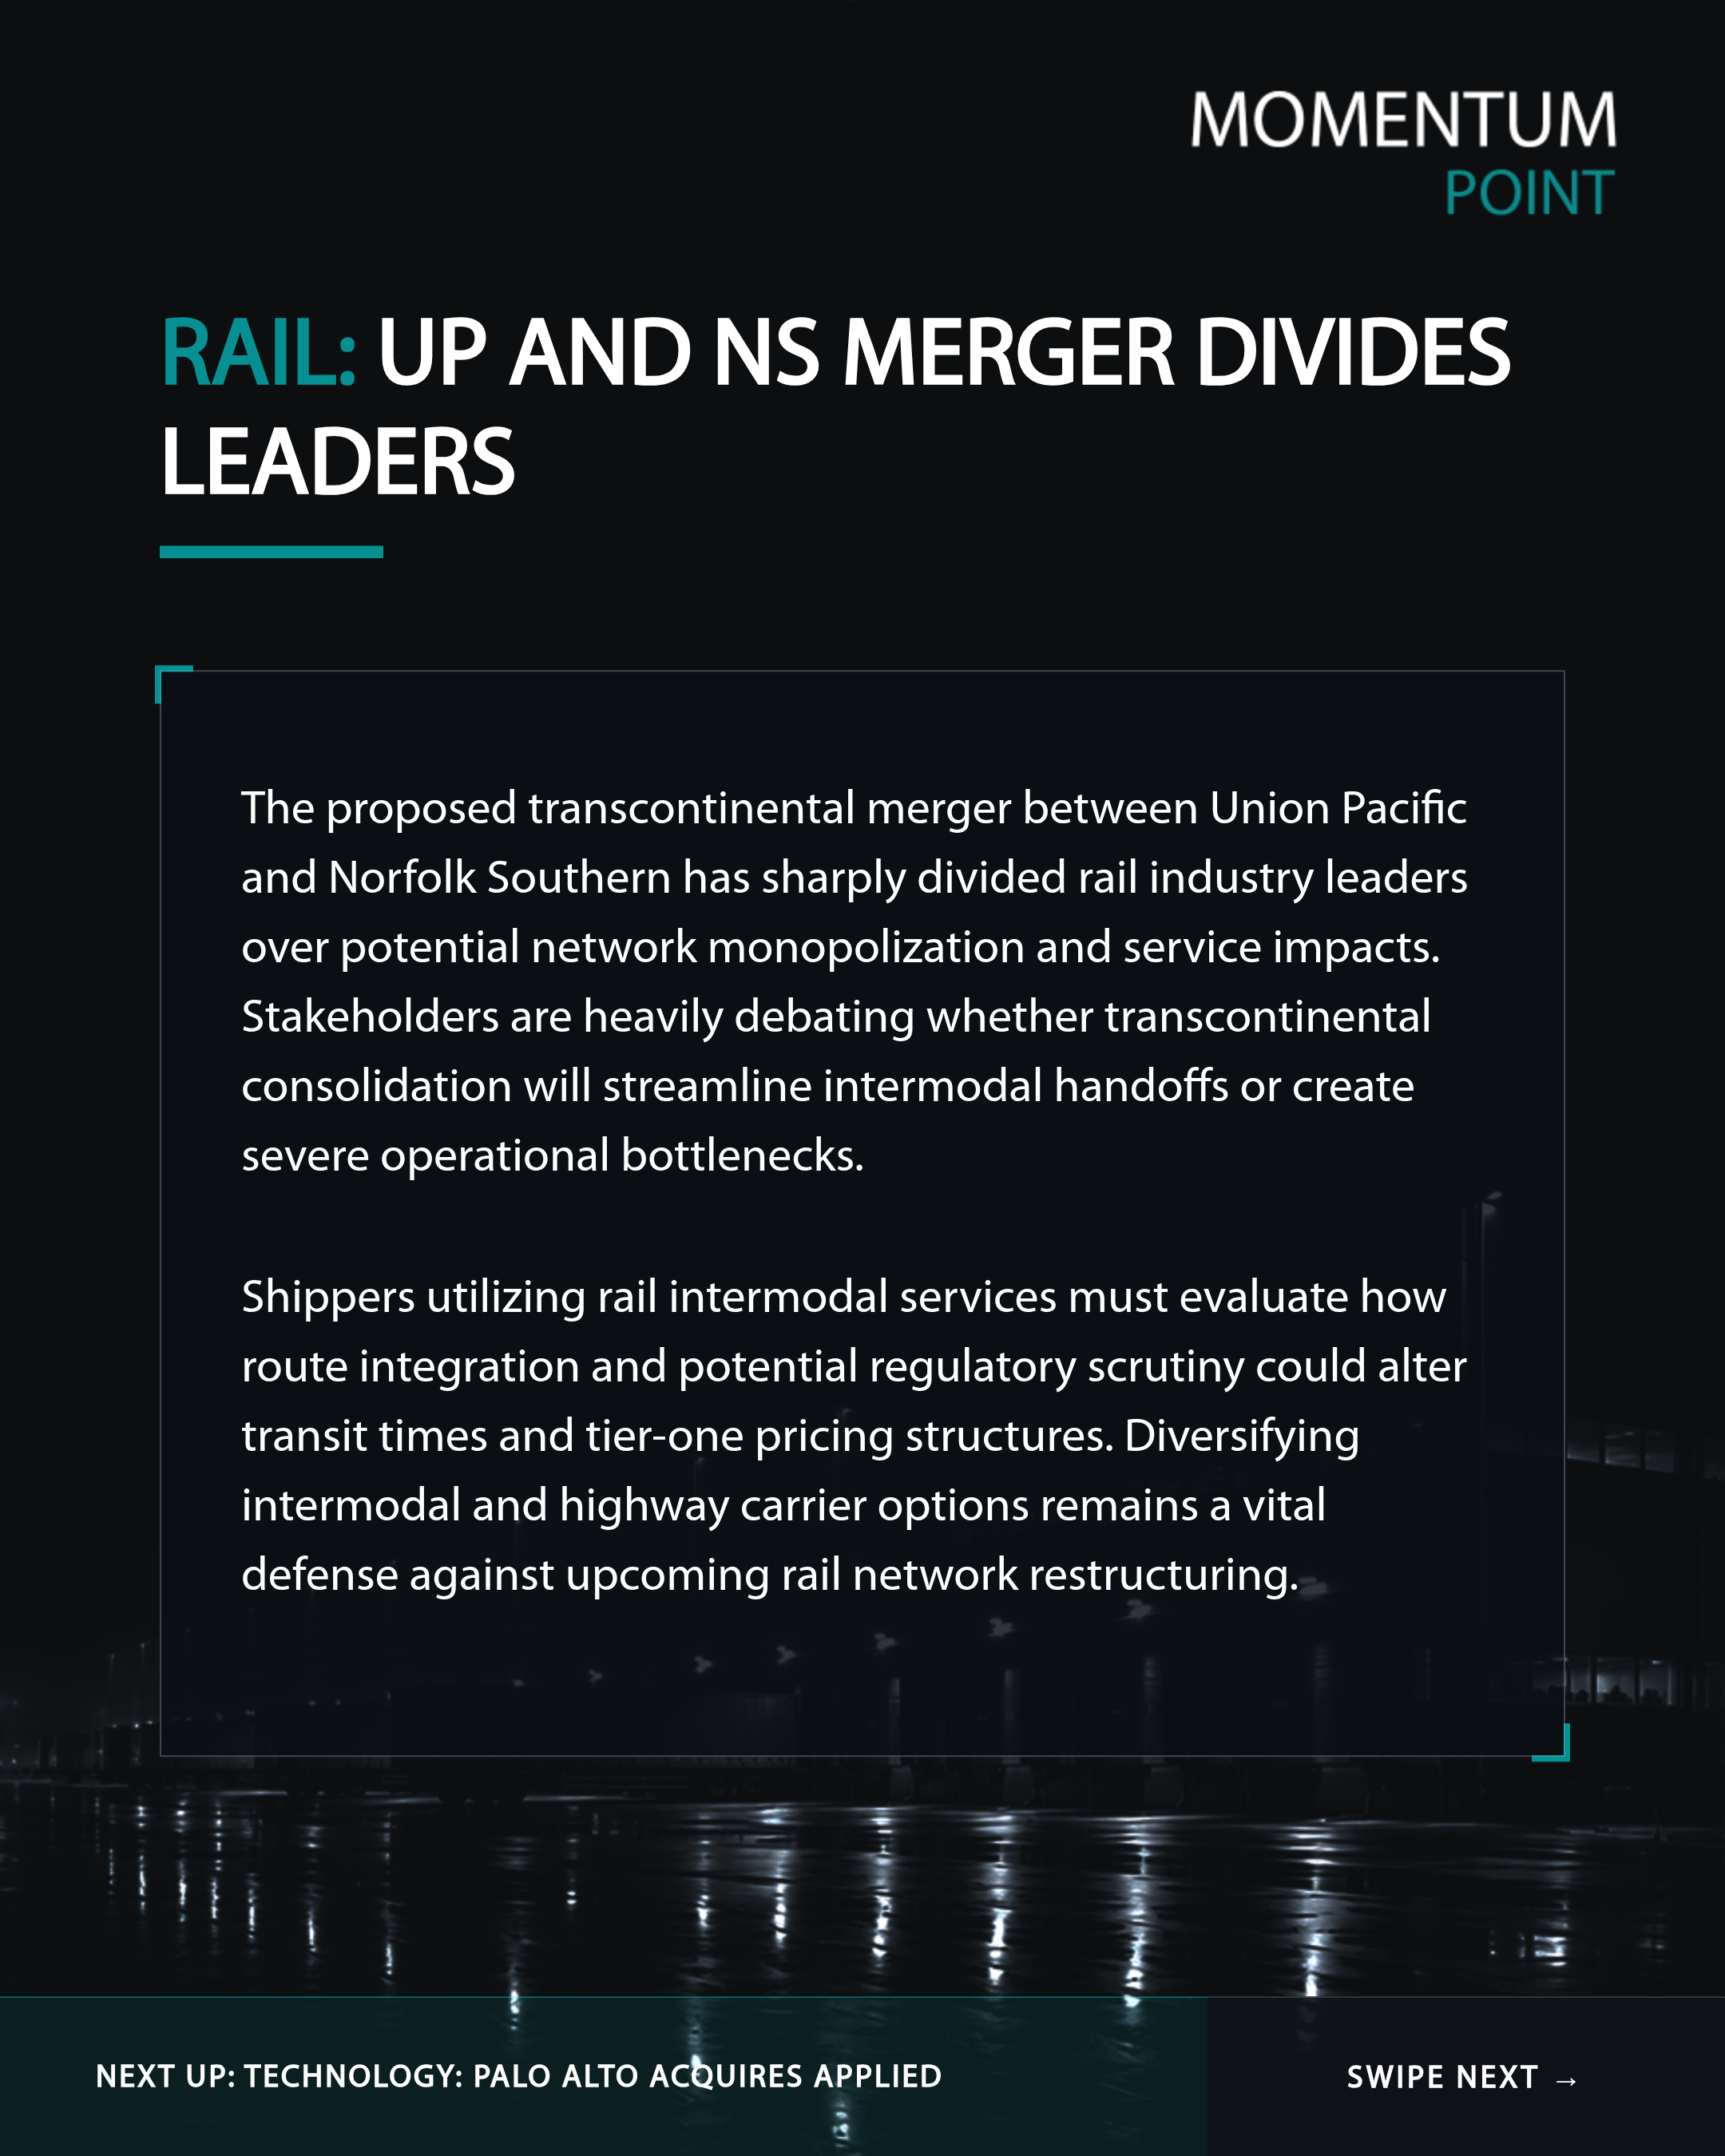 MOMENTUM
POINT
RAIL: UP AND NS MERGER DIVIDES
LEADERS
The proposed transcontinental merger between Union Pacific
and Norfolk Southern has sharply divided rail industry leaders
over potential network monopolization and service impacts.
Stakeholders are heavily debating whether transcontinental
consolidation will streamline intermodal handoffs or create
severe operational bottlenecks.
Shippers utilizing rail intermodal services must evaluate how
route integration and potential regulatory scrutiny could alter
transit times and tier-one pricing structures. Diversifying
intermodal and highway carrier options remains a vital
defense against upcoming rail network restructuring.
NEXT UP: TECHNOLOGY: PALO ALTO ACQUIRES APPLIED
SWIPE NEXT →